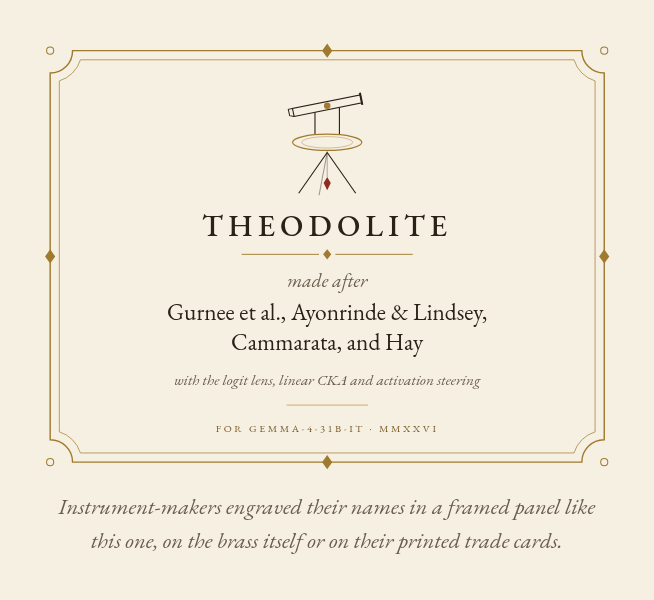 THEODOLITE
made after
Gurnee et al., Ayonrinde & Lindsey,
Cammarata, and Hay
with the logit lens, linear CKA and activation steering
FOR GEMMA-4-31B-IT · MMXXVI
Instrument-makers engraved their names in a framed panel like
this one, on the brass itself or on their printed trade cards.